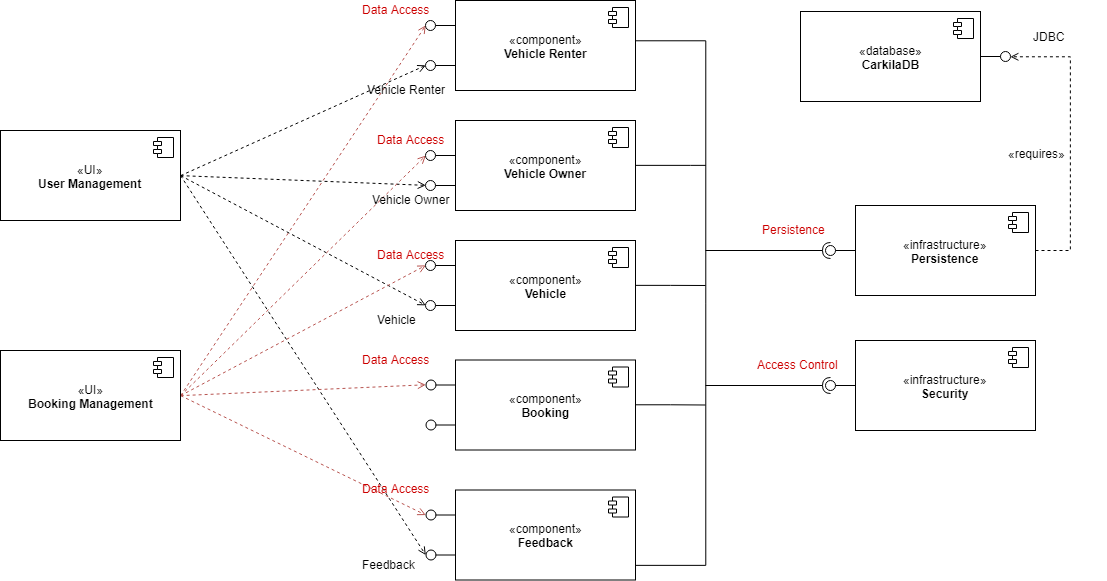 Data Access
«component»
Vehicle Renter
Vehicle Renter
«database»
CarkilaDB
JDBC
Data Access
«component»
Vehicle Owner
Vehicle Owner
«requires»
«UI»
User Management
Data Access
«component»
Vehicle
Vehicle
Persistence
«infrastructure»
Persistence
«UI»
Booking Management
Data Access
«component»
Booking
Access Control
«infrastructure»
Security
Data Access
«component»
Feedback
Feedback